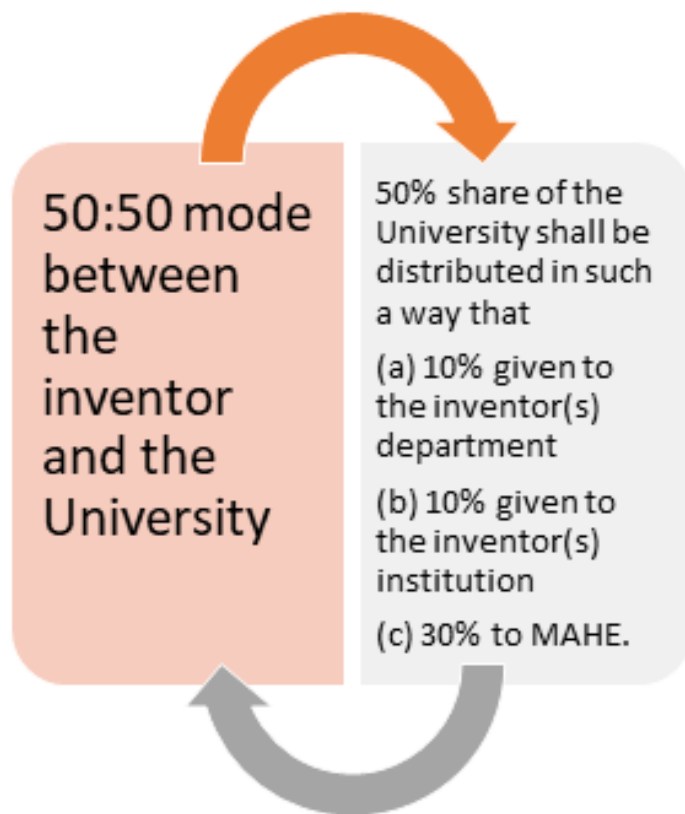 50:50 mode
between
the
inventor
and the
University
50% share of the
University shall be
distributed in such
a way that
(a) 10% given to
the inventor(s)
department
(b) 10% given to
the inventor(s)
institution
(c) 30% to MAHE.